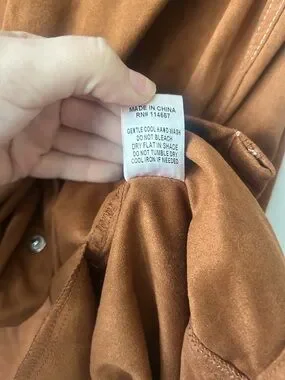 MADE IN CHINA
RN# 114667
GENTLE COOL HAND WASH
DO NOT BLEACH
DRY FLAT IN SHADE
DO NOT TUMBLE DRY
COOL IRON IF NEEDED